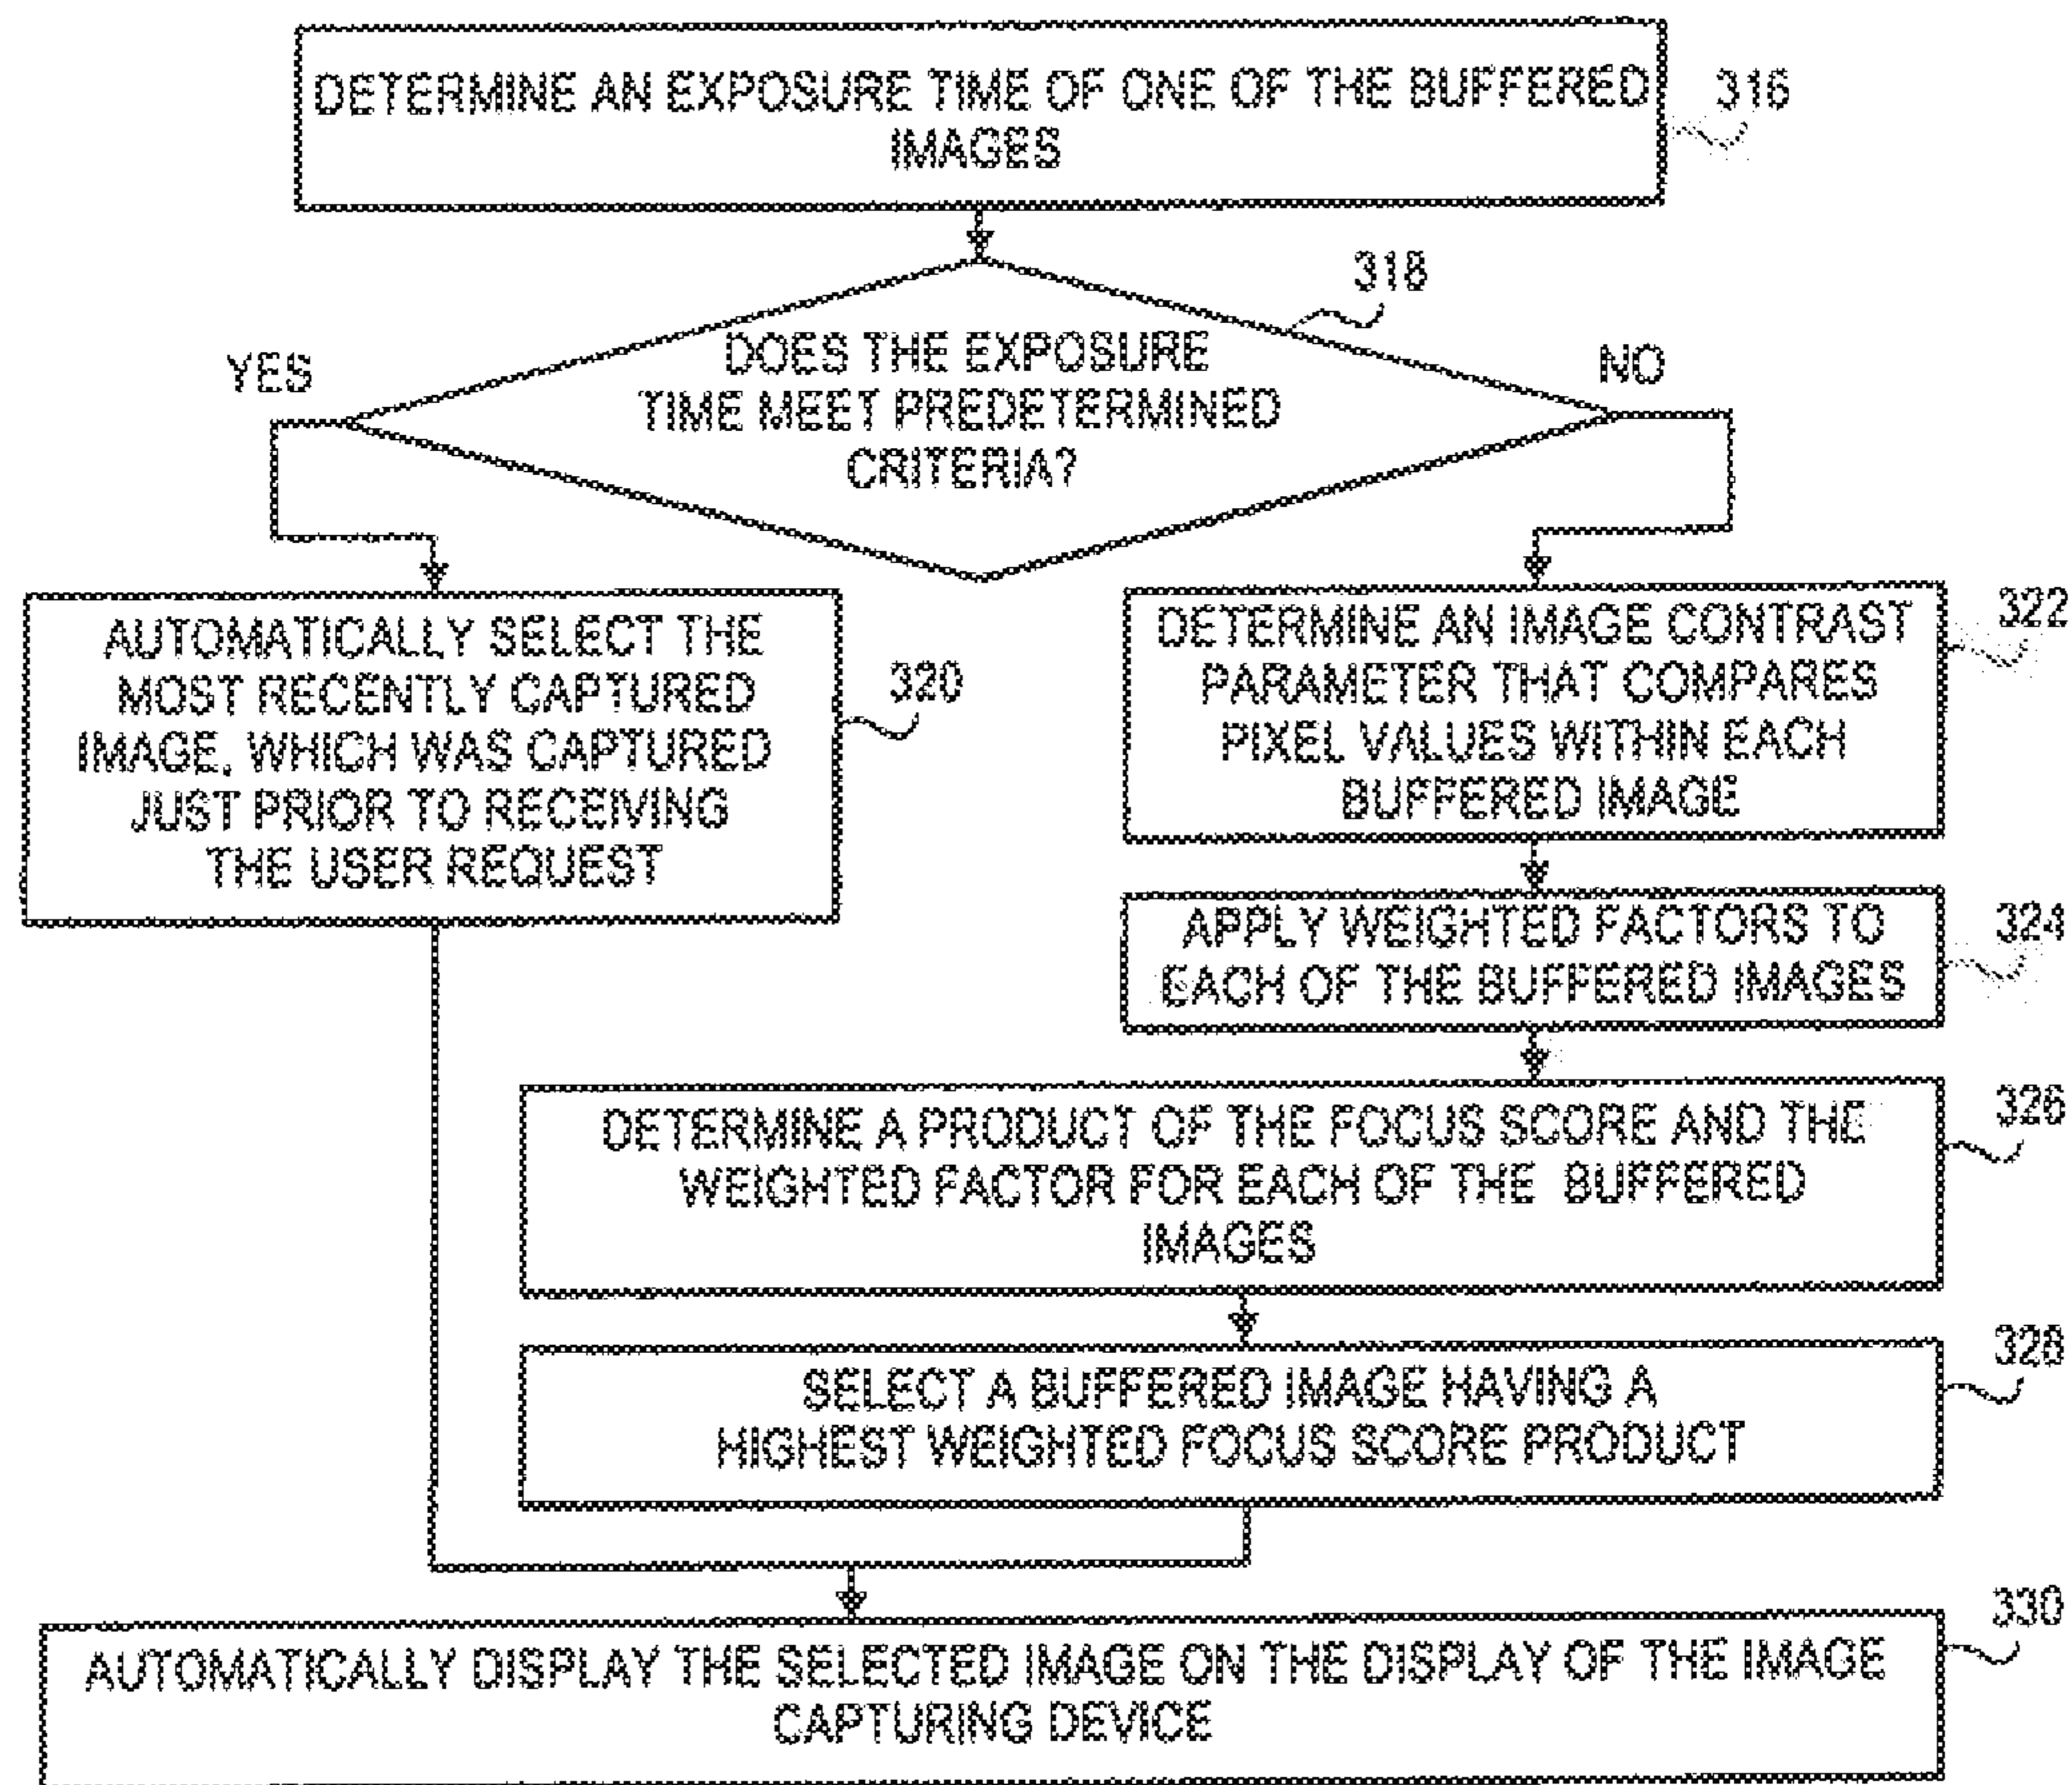 DETERMINE AN EXPOSURE TIME OF ONE OF THE BUFFERED
IMAGES
316
318
DOES THE EXPOSURE
TIME MEET PREDETERMINED
CRITERIA?
YES
NO
AUTOMATICALLY SELECT THE
MOST RECENTLY CAPTURED
IMAGE, WHICH WAS CAPTURED
JUST PRIOR TO RECEIVING
THE USER REQUEST
320
DETERMINE AN IMAGE CONTRAST
PARAMETER THAT COMPARES
PIXEL VALUES WITHIN EACH
BUFFERED IMAGE
322
APPLY WEIGHTED FACTORS TO
EACH OF THE BUFFERED IMAGES
324
DETERMINE A PRODUCT OF THE FOCUS SCORE AND THE
WEIGHTED FACTOR FOR EACH OF THE BUFFERED
IMAGES
326
SELECT A BUFFERED IMAGE HAVING A
HIGHEST WEIGHTED FOCUS SCORE PRODUCT
328
AUTOMATICALLY DISPLAY THE SELECTED IMAGE ON THE DISPLAY OF THE IMAGE
CAPTURING DEVICE
330